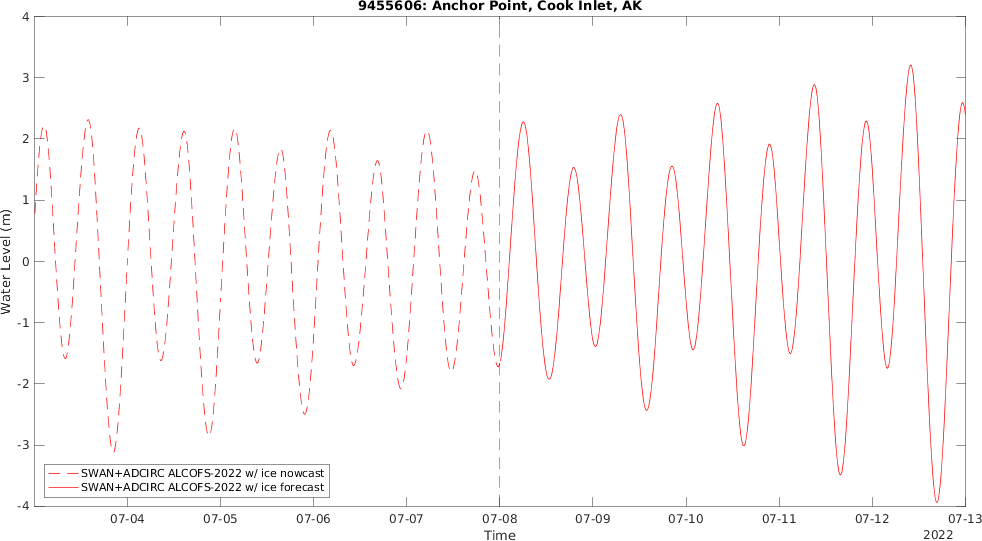 9455606: Anchor Point, Cook Inlet, AK
4
3
2
1
0
-1
-2
-3
-4
Water Level (m)
SWAN+ADCIRC ALCOFS-2022 w/ ice nowcast
SWAN+ADCIRC ALCOFS-2022 w/ ice forecast
07-04 07-05 07-06 07-07 07-08 07-09 07-10 07-11 07-12 07-13
Time
2022